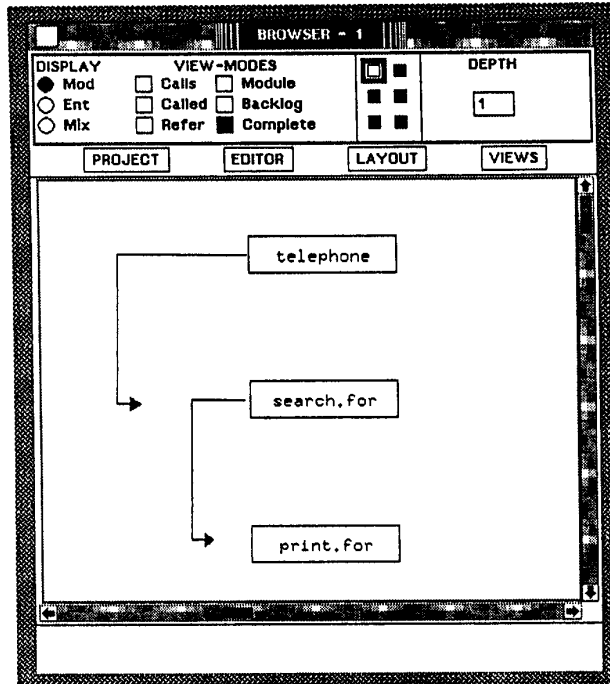 BROWSER - 1
DISPLAY
Mod
Ent
Mix
VIEW-MODES
Calls Module
Called Backlog
Refer Complete
DEPTH
1
PROJECT EDITOR LAYOUT VIEWS
telephone
search.for
print.for